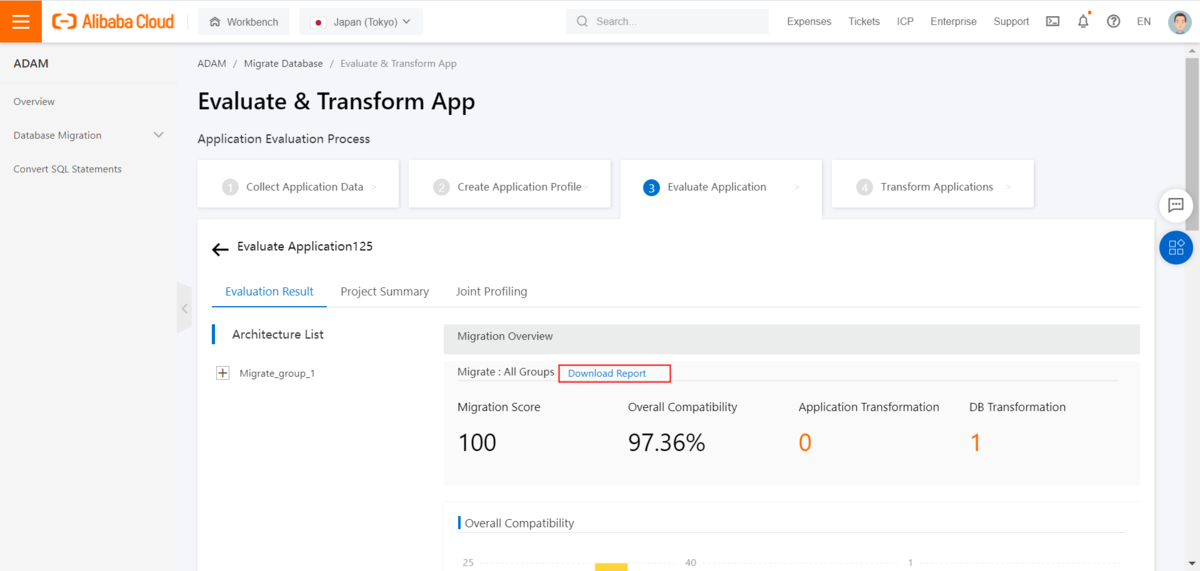 Alibaba Cloud
Workbench
Japan (Tokyo)
Search...
Expenses
Tickets
ICP
Enterprise
Support
EN
ADAM
Overview
Database Migration
Convert SQL Statements
ADAM / Migrate Database / Evaluate & Transform App
Evaluate & Transform App
Application Evaluation Process
1 Collect Application Data >
2 Create Application Profile >
3 Evaluate Application >
4 Transform Applications >
Evaluate Application125
Evaluation Result
Project Summary
Joint Profiling
Architecture List
Migrate_group_1
Migration Overview
Migrate : All Groups Download Report
Migration Score
Overall Compatibility
Application Transformation
DB Transformation
100
97.36%
0
1
Overall Compatibility
25
40
1